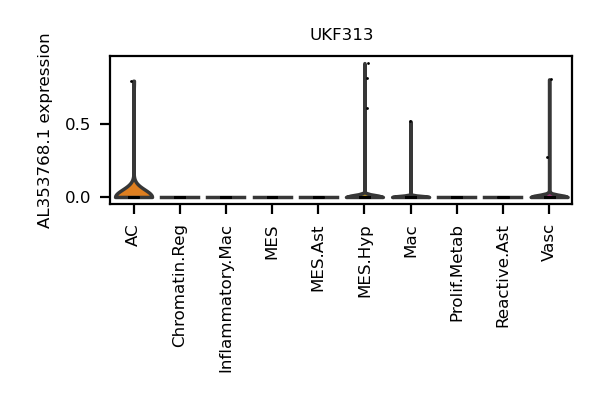 UKF313
AL353768.1 expression
0.5
0.0
AC
Chromatin.Reg
Inflammatory.Mac
MES
MES.Ast
MES.Hyp
Mac
Prolif.Metab
Reactive.Ast
Vasc